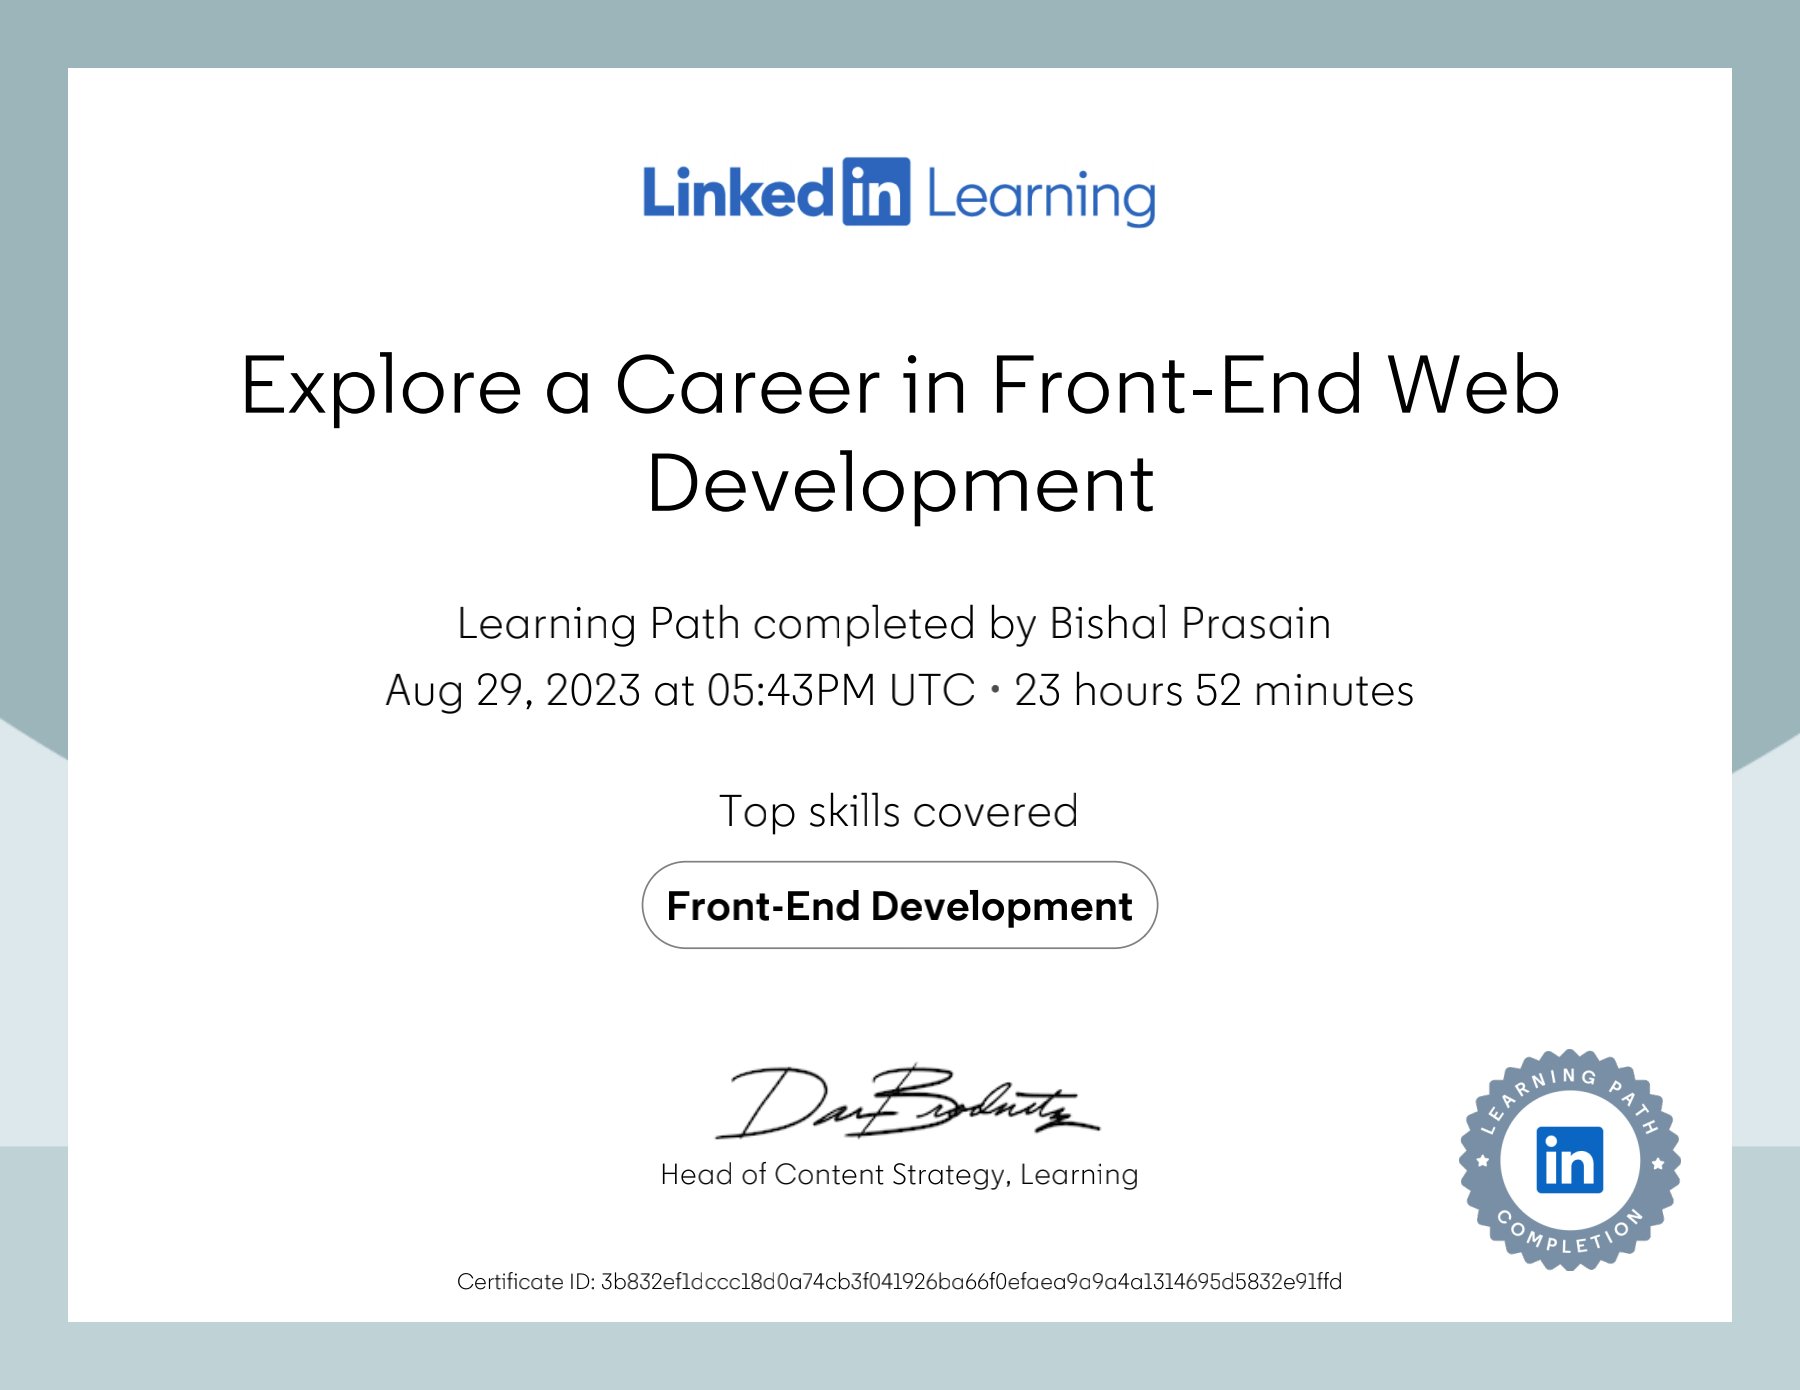 Linkedin Learning
Explore a Career in Front-End Web
Development
Learning Path completed by Bishal Prasain
Aug 29, 2023 at 05:43PM UTC • 23 hours 52 minutes
Top skills covered
Front-End Development
Dan Brodnitz
Head of Content Strategy, Learning
LEARNING PATH
in
COMPLETION
Certificate ID: 3b832ef1dccc18d0a74cb3f041926ba66f0efaea9a9a4a1314695d5832e91ffd